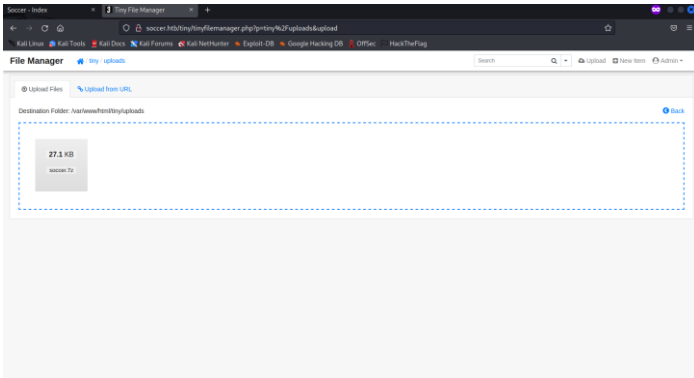 Soccer - Index × Tiny File Manager × +
soccer.htb/tiny/tinyfilemanager.php?p=tiny%2Fuploads&upload
Kali Linux Kali Tools Kali Docs Kali Forums Kali NetHunter Exploit-DB Google Hacking DB OffSec HackTheFlag
File Manager / tiny / uploads Search Upload New Item Admin
Upload Files Upload from URL
Destination Folder: /var/www/html/tiny/uploads Back
27.1 KB
soccer.7z